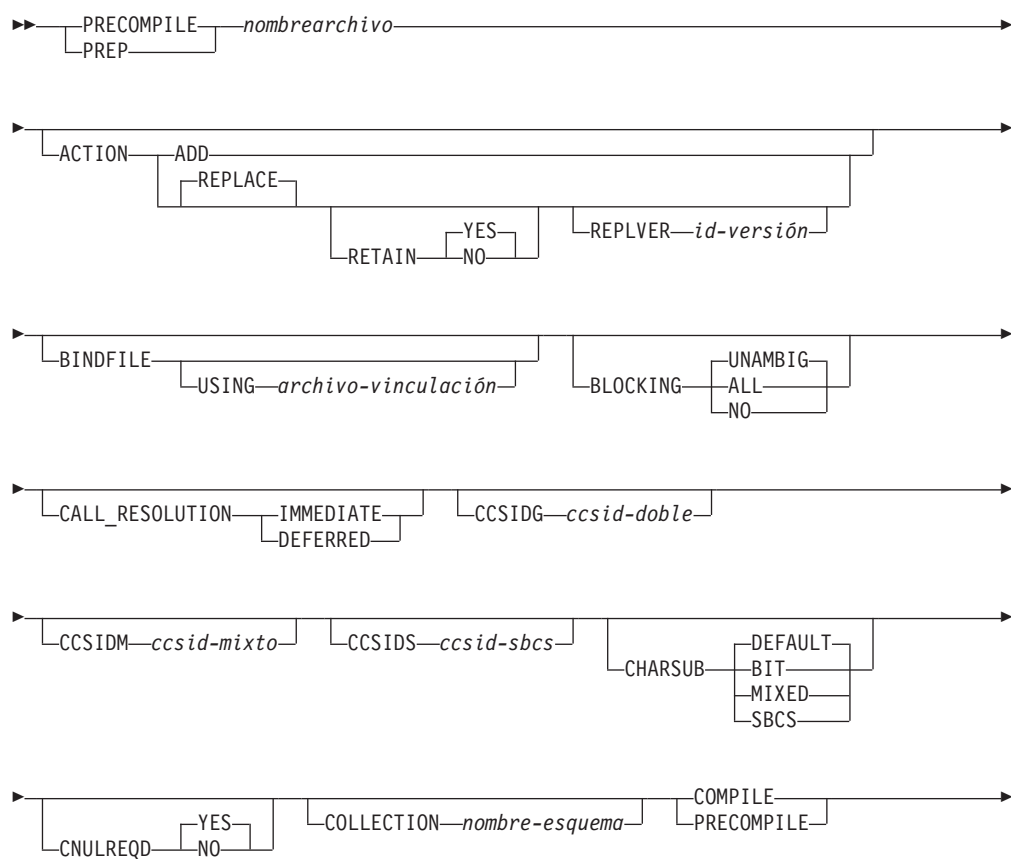 PRECOMPILE nombrearchivo
PREP
ACTION ADD
REPLACE
YES REPLVER id-versión
RETAIN NO
BINDFILE UNAMBIG
USING archivo-vinculación BLOCKING ALL
NO
CALL_RESOLUTION IMMEDIATE CCSIDG ccsid-doble
DEFERRED
CCSIDM ccsid-mixto CCSIDS ccsid-sbcs DEFAULT
CHARSUB BIT
MIXED
SBCS
COMPILE
YES COLLECTION nombre-esquema PRECOMPILE
CNULREQD NO